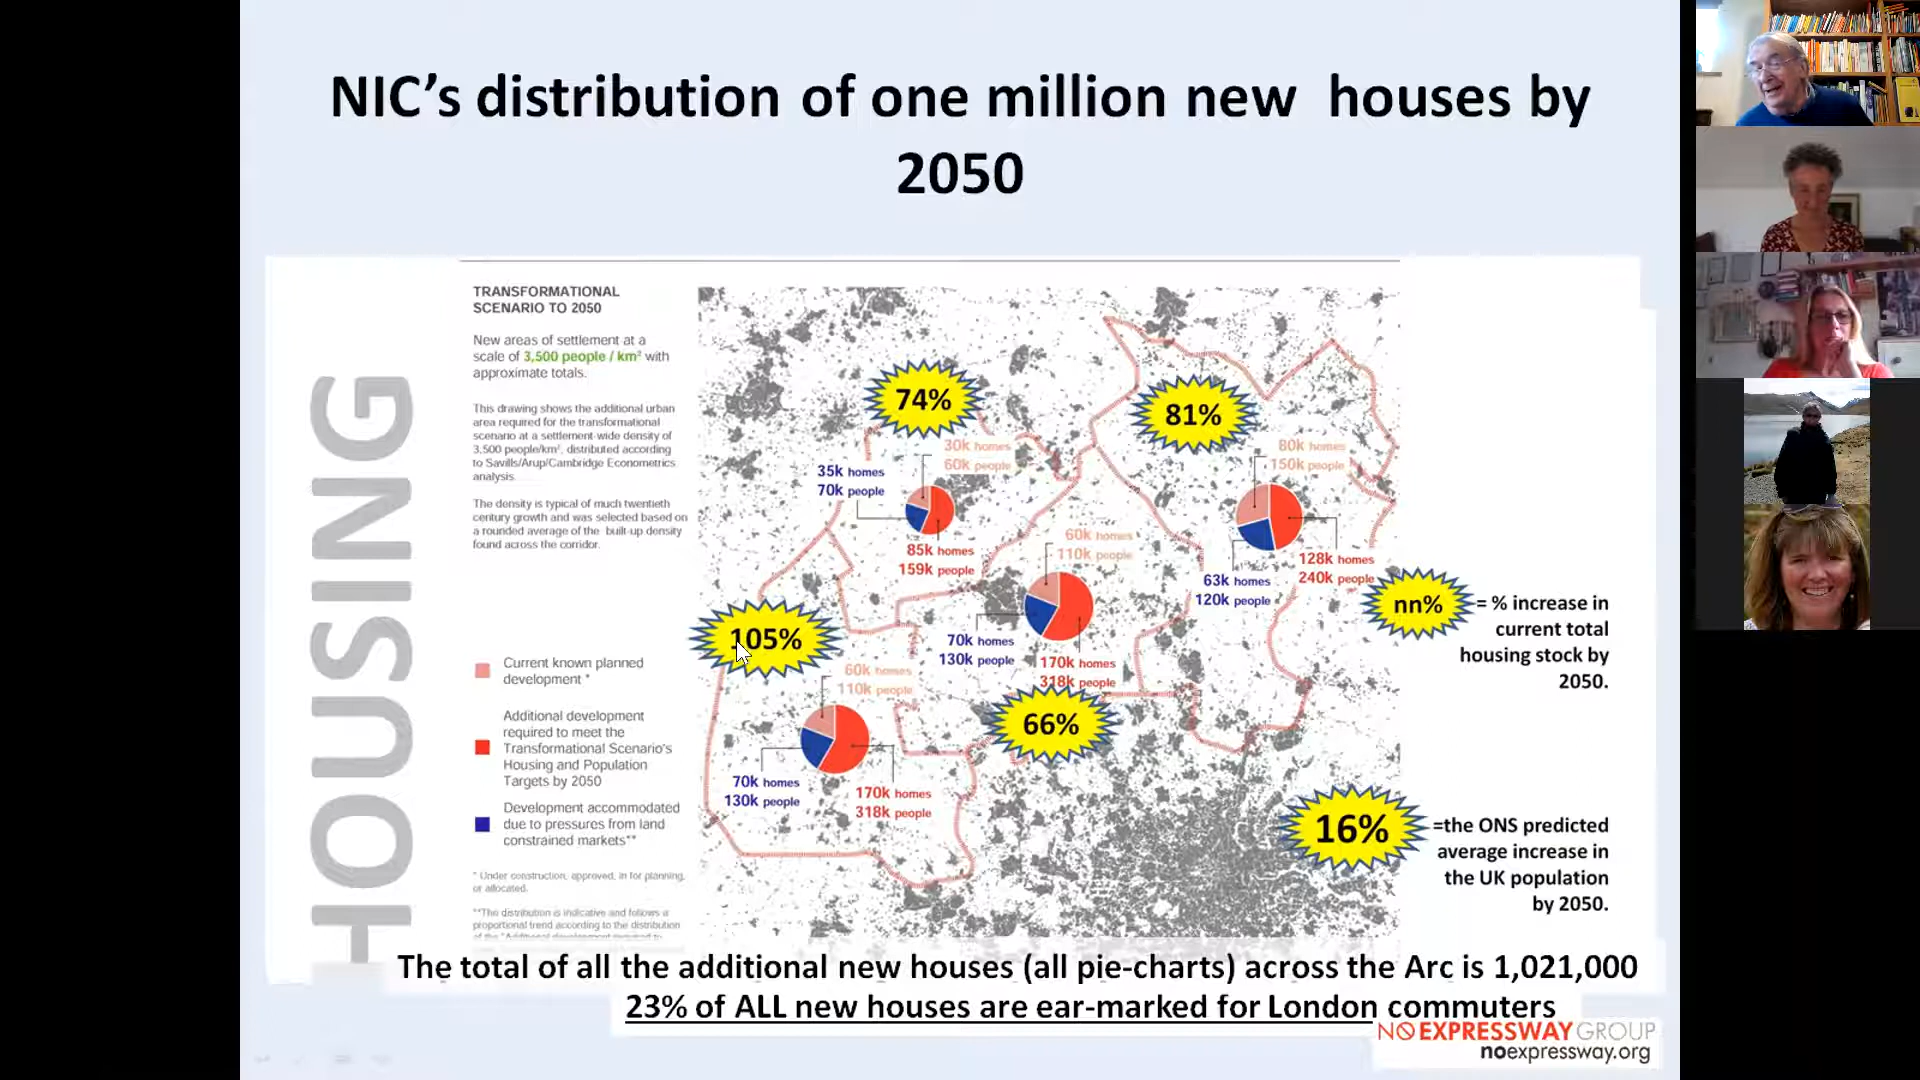 NIC’s distribution of one million new houses by
2050
HOUSING
TRANSFORMATIONAL
SCENARIO TO 2050
New areas of settlement at a
scale of 3,500 people / km² with
approximate totals.
This drawing shows the additional urban
area required for the transformational
scenario at a settlement-wide density of
3,500 people/km², distributed according
to Savills/Arup/Cambridge Econometrics
analysis.
The density is typical of much twentieth
century growth and was selected based on
a rounded average of the built-up density
found across the corridor.
Current known planned
development *
Additional development
required to meet the
Transformational Scenario's
Housing and Population
Targets by 2050
Development accommodated
due to pressures from land
constrained markets**
* Under construction, approved, in for planning,
or allocated.
**The distribution is indicative and follows a
proportional trend according to the distribution
of the "Additional development required to
74%
30k homes
60k people
35k homes
70k people
85k homes
159k people
81%
80k homes
150k people
63k homes
120k people
128k homes
240k people
60k homes
110k people
70k homes
130k people
170k homes
318k people
66%
105%
60k homes
110k people
70k homes
130k people
170k homes
318k people
nn%
= % increase in
current total
housing stock by
2050.
16%
=the ONS predicted
average increase in
the UK population
by 2050.
The total of all the additional new houses (all pie-charts) across the Arc is 1,021,000
23% of ALL new houses are ear-marked for London commuters
NO EXPRESSWAY GROUP
noexpressway.org